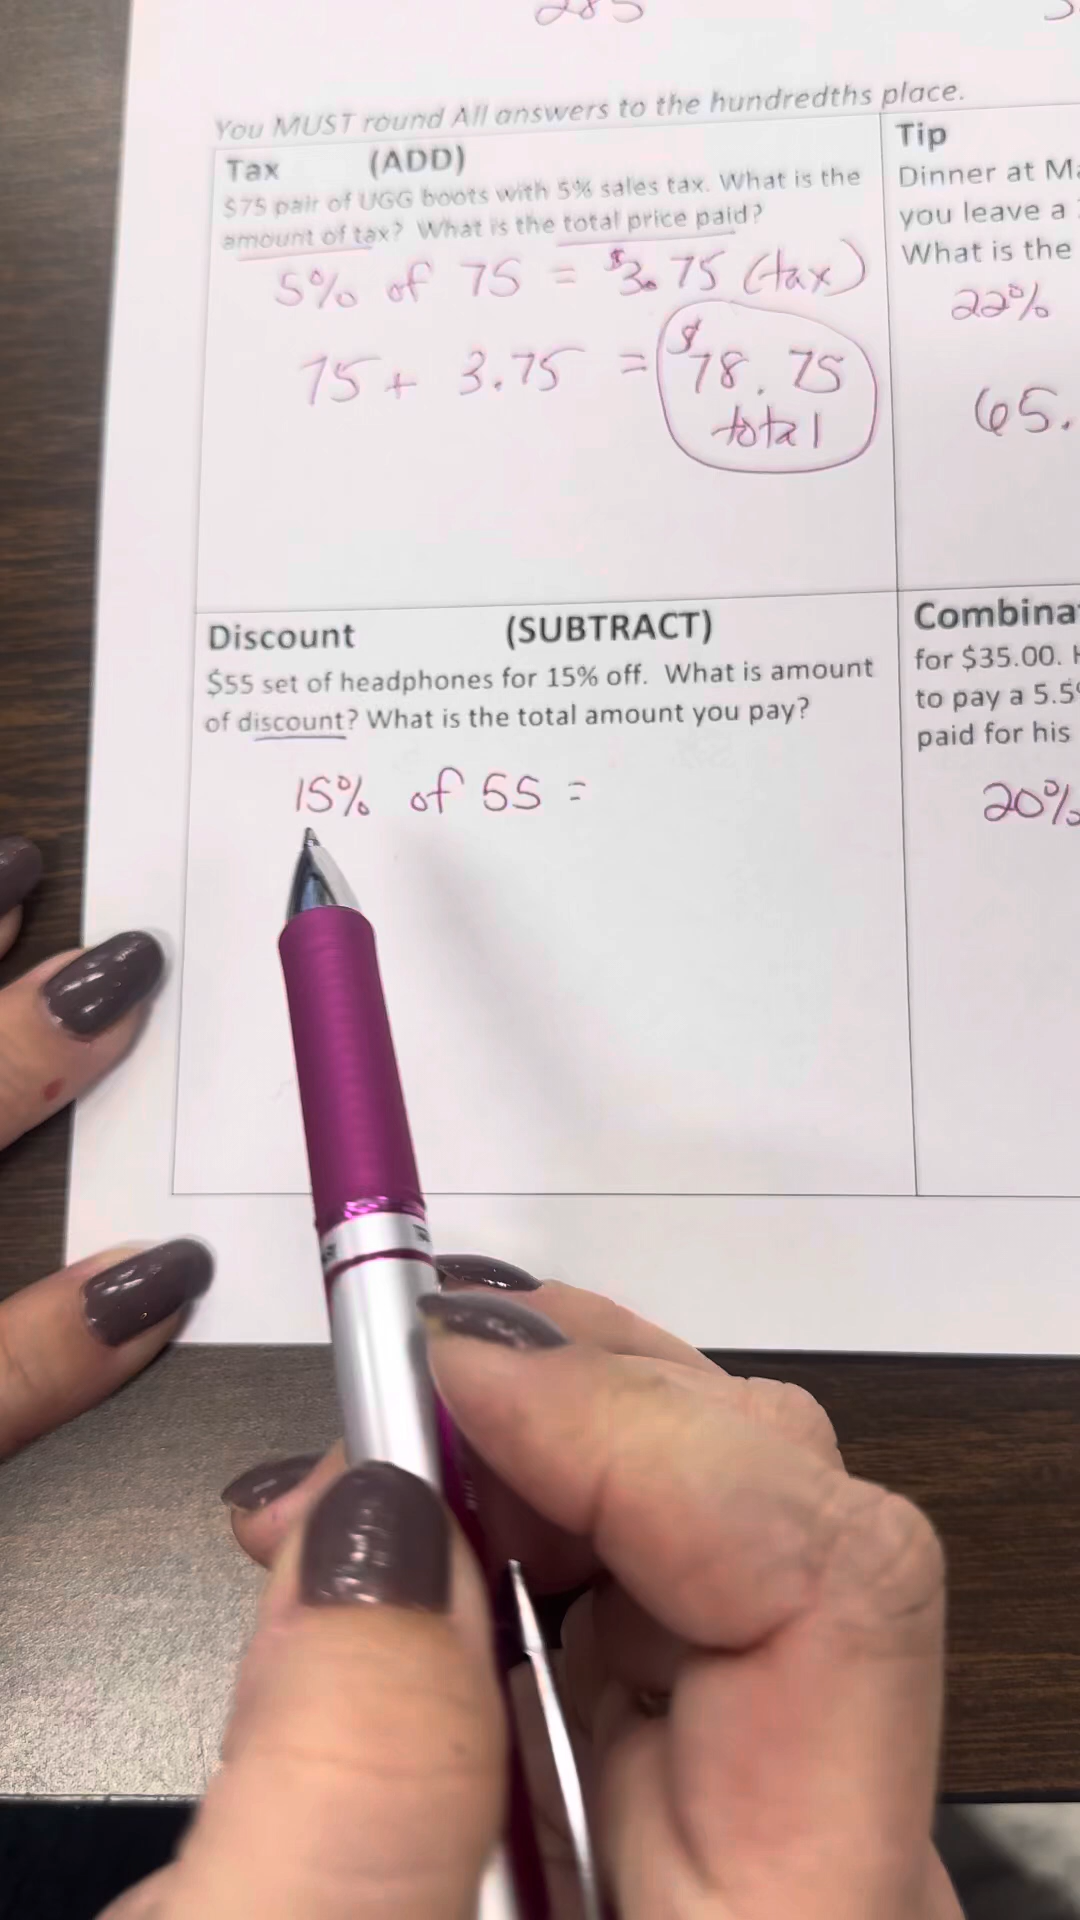 285
You MUST round All answers to the hundredths place.
Tax (ADD)
$75 pair of UGG boots with 5% sales tax. What is the
amount of tax? What is the total price paid?
5% of 75 = $3.75 (tax)
75 + 3.75 = $78.75
total
Tip
Dinner at
you leave a
What is the
22%
65.
Discount (SUBTRACT)
$55 set of headphones for 15% off. What is amount
of discount? What is the total amount you pay?
15% of 55 =
for $35.00.
to pay a 5.5
paid for his
20%